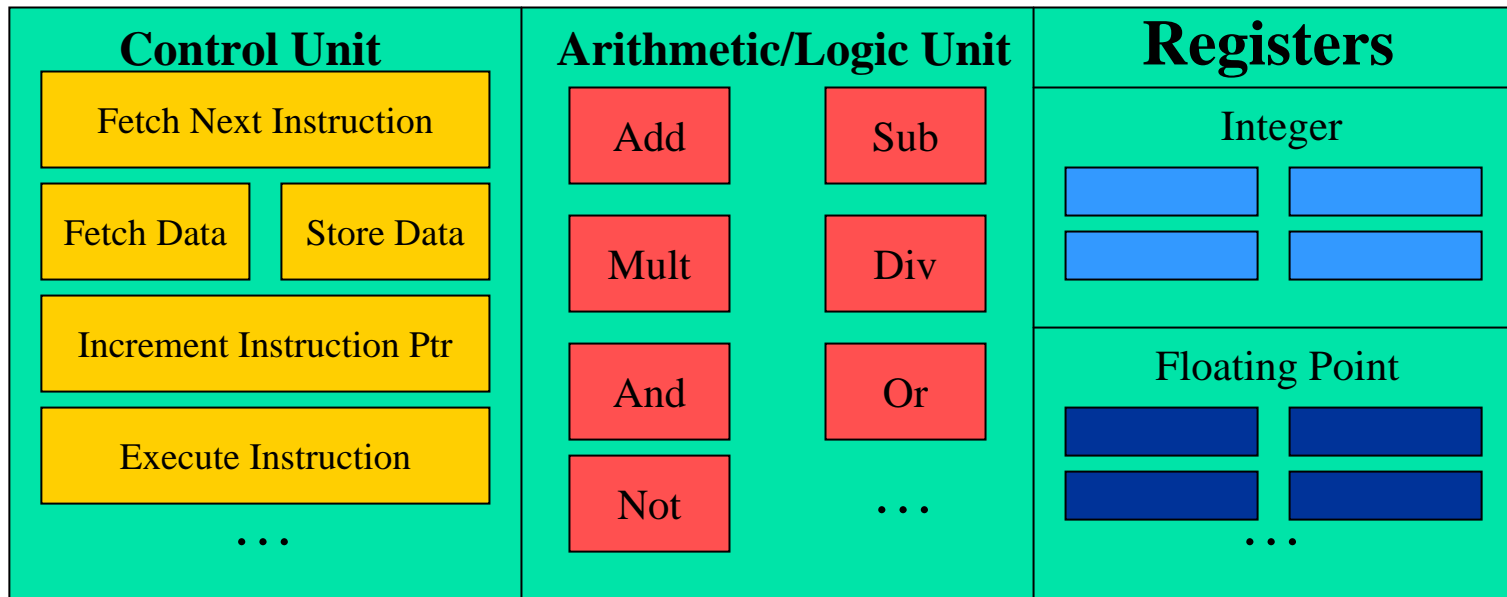 Control Unit
Fetch Next Instruction
Fetch Data
Store Data
Increment Instruction Ptr
Execute Instruction
…
Arithmetic/Logic Unit
Add
Sub
Mult
Div
And
Or
Not
…
Registers
Integer
Floating Point
…